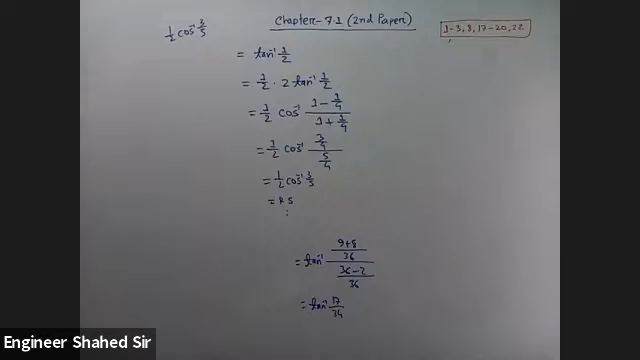 Chapter-7.1 (2nd Paper)
1-3, 8, 17-20, 22
1/2 cos⁻¹ 3/5
= tan⁻¹ 1/2
= 1/2 · 2 tan⁻¹ 1/2
= 1/2 cos⁻¹ (1 - 1/4)/(1 + 1/4)
= 1/2 cos⁻¹ (3/4)/(5/4)
= 1/2 cos⁻¹ 3/5
= R S
= tan⁻¹ ((9+8)/36)/((36-2)/36)
= tan⁻¹ 17/34
Engineer Shahed Sir